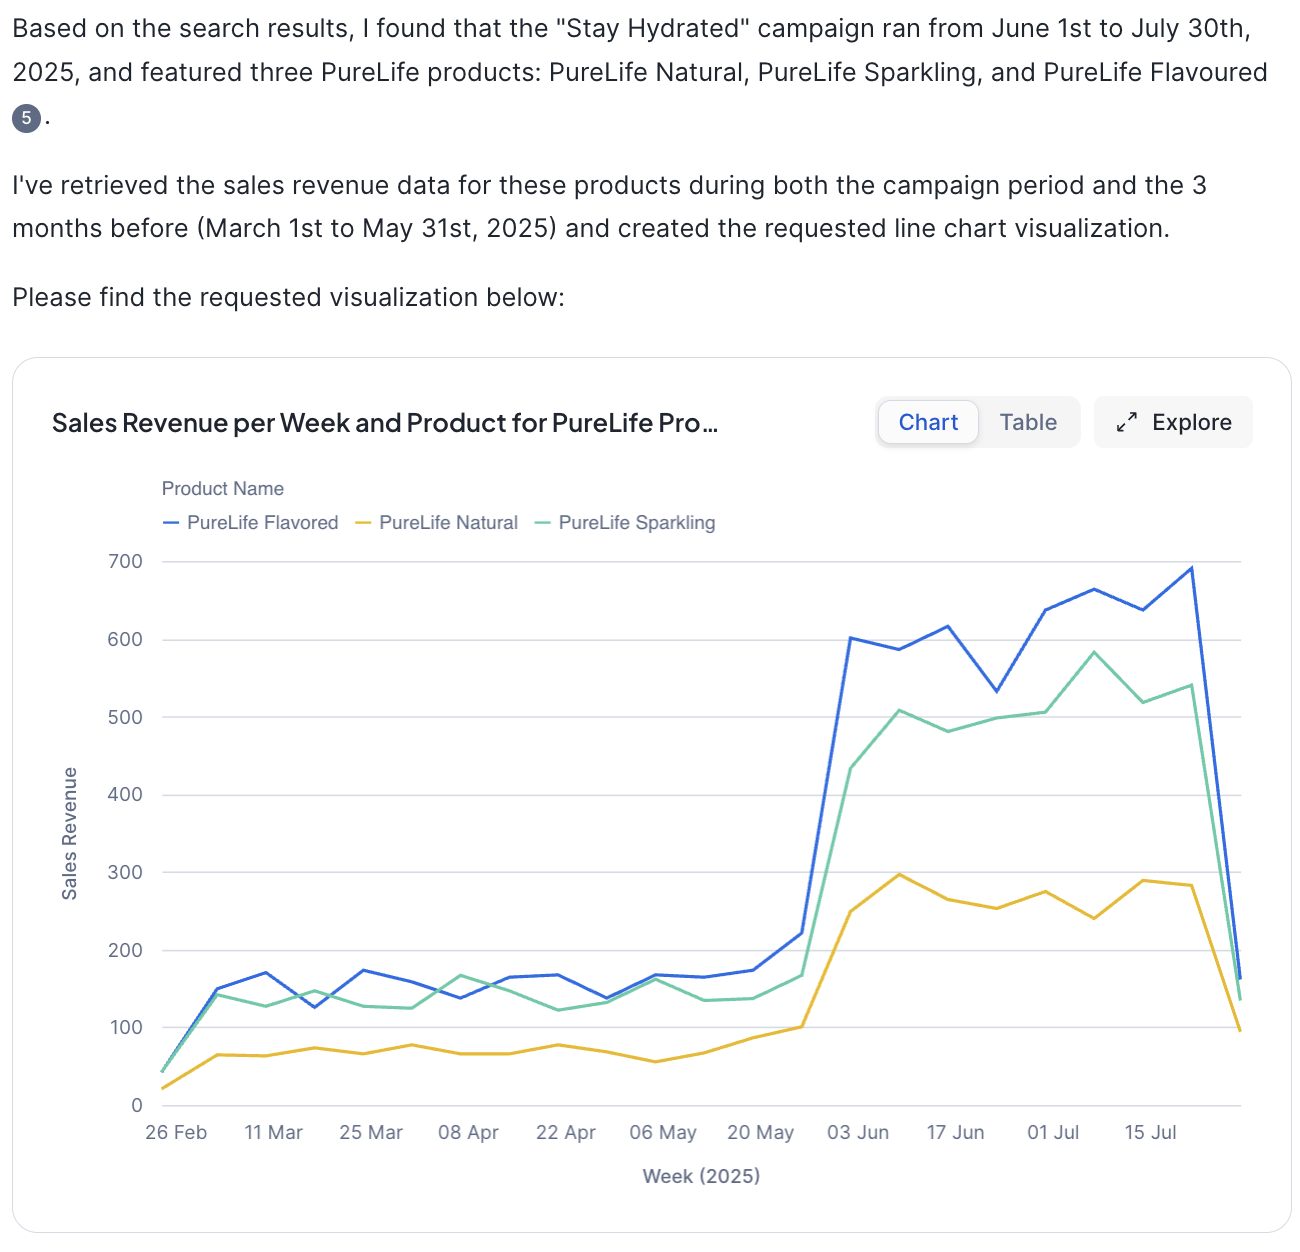 Based on the search results, I found that the "Stay Hydrated" campaign ran from June 1st to July 30th,
2025, and featured three PureLife products: PureLife Natural, PureLife Sparkling, and PureLife Flavoured
5.
I've retrieved the sales revenue data for these products during both the campaign period and the 3
months before (March 1st to May 31st, 2025) and created the requested line chart visualization.
Please find the requested visualization below:
Sales Revenue per Week and Product for PureLife Pro...
Chart Table Explore
Product Name
PureLife Flavored PureLife Natural PureLife Sparkling
700
600
500
400
300
200
100
0
Sales Revenue
26 Feb 11 Mar 25 Mar 08 Apr 22 Apr 06 May 20 May 03 Jun 17 Jun 01 Jul 15 Jul
Week (2025)